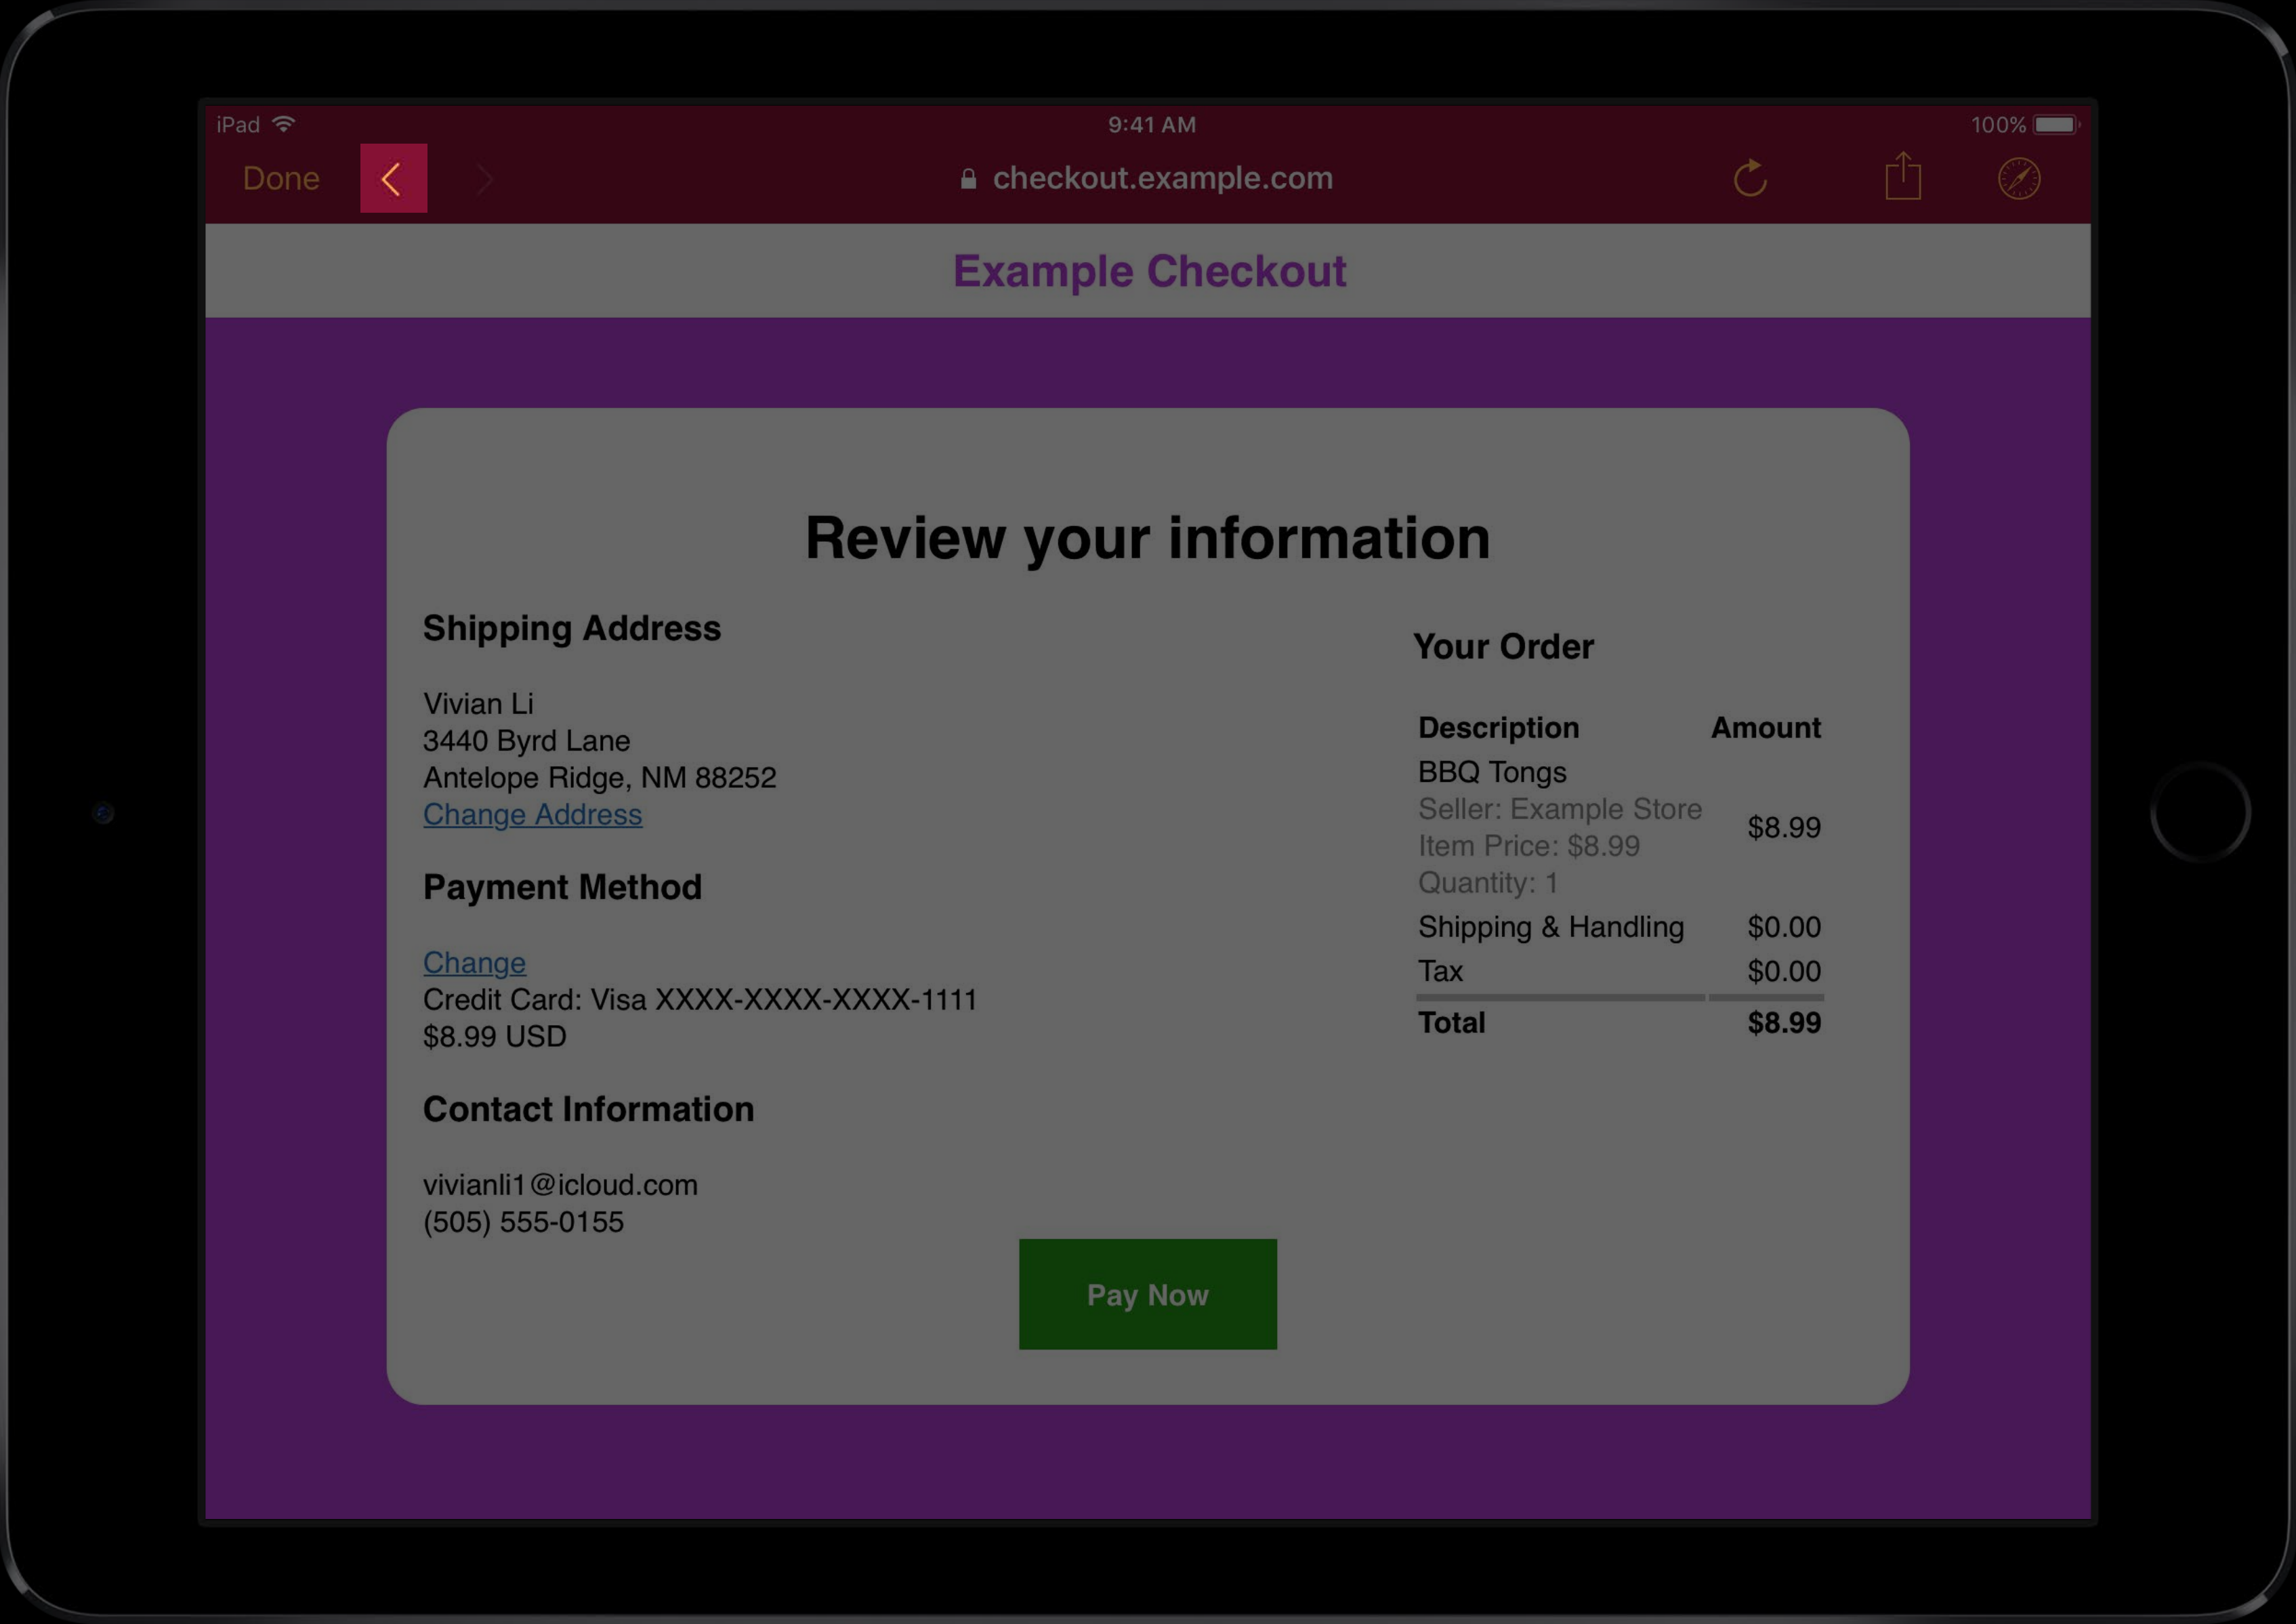 iPad 9:41 AM 100%
Done checkout.example.com
Example Checkout
Review your information
Shipping Address
Vivian Li
3440 Byrd Lane
Antelope Ridge, NM 88252
Change Address
Payment Method
Change
Credit Card: Visa XXXX-XXXX-XXXX-1111
$8.99 USD
Contact Information
vivianli1@icloud.com
(505) 555-0155
Your Order
Description Amount
BBQ Tongs
Seller: Example Store
Item Price: $8.99
Quantity: 1
$8.99
Shipping & Handling $0.00
Tax $0.00
Total $8.99
Pay Now